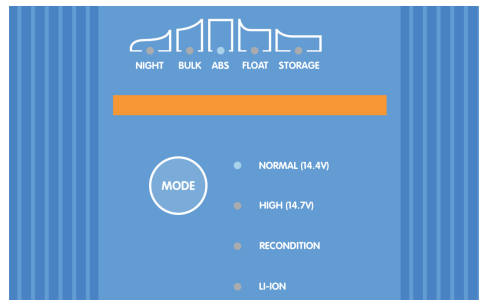 NIGHT BULK ABS FLOAT STORAGE
MODE
NORMAL (14.4V)
HIGH (14.7V)
RECONDITION
LI-ION